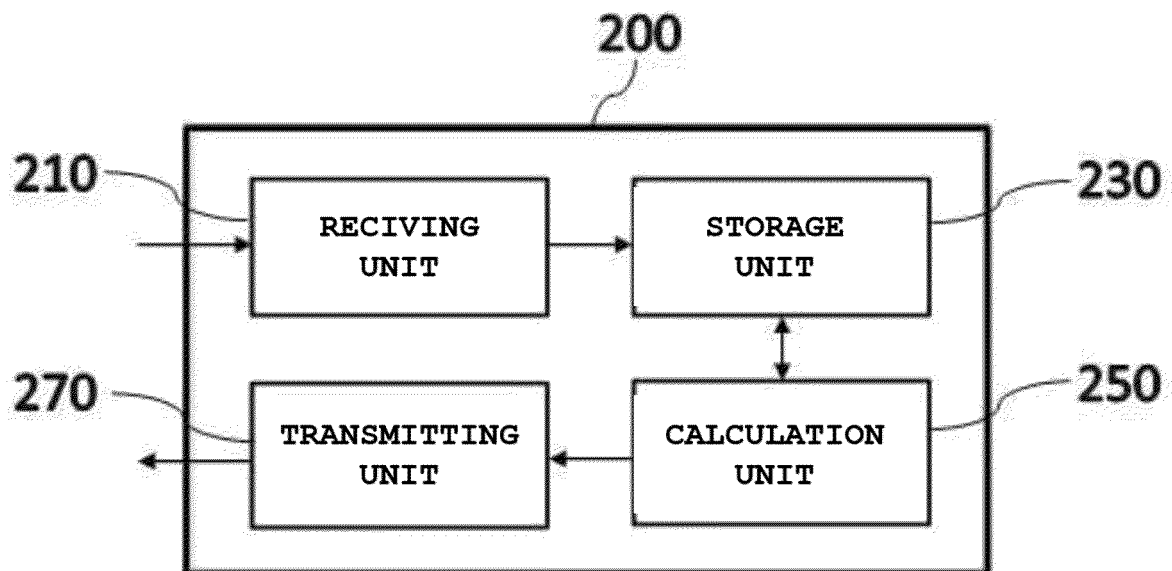 200
210
RECIVING
UNIT
STORAGE
UNIT
230
270
TRANSMITTING
UNIT
CALCULATION
UNIT
250